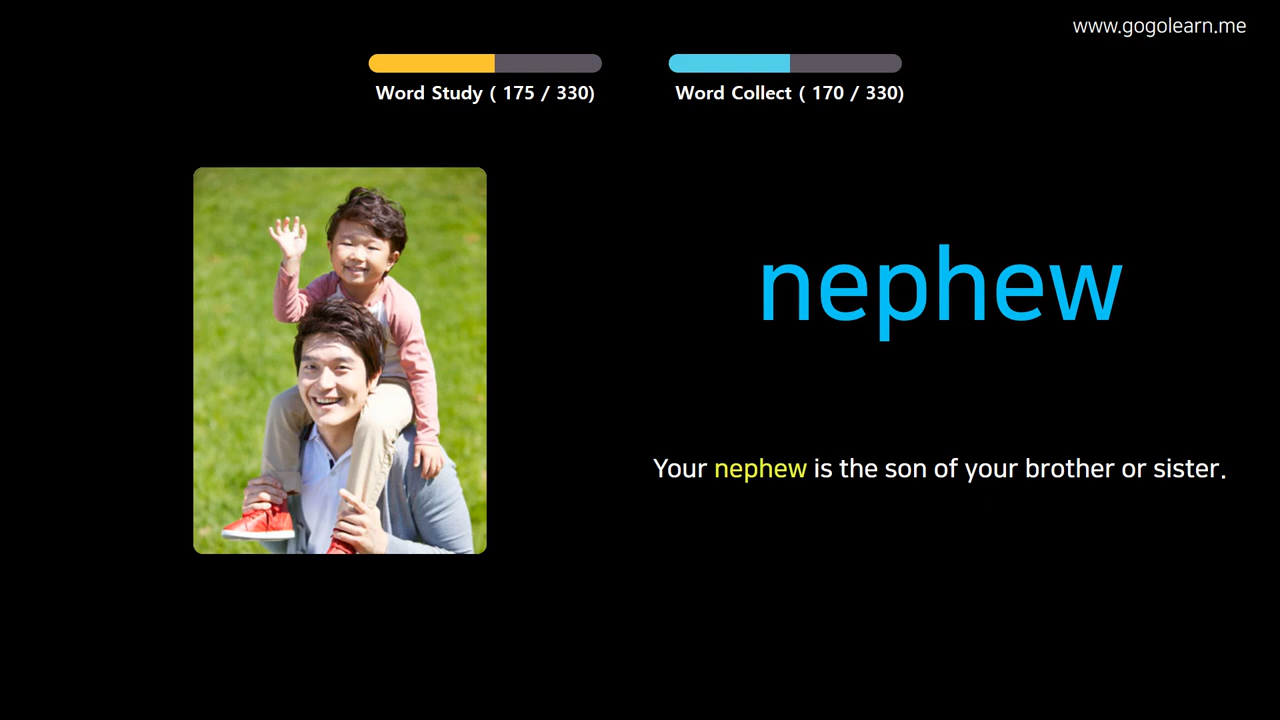 www.gogolearn.me
Word Study ( 175 / 330)
Word Collect ( 170 / 330)
nephew
Your nephew is the son of your brother or sister.